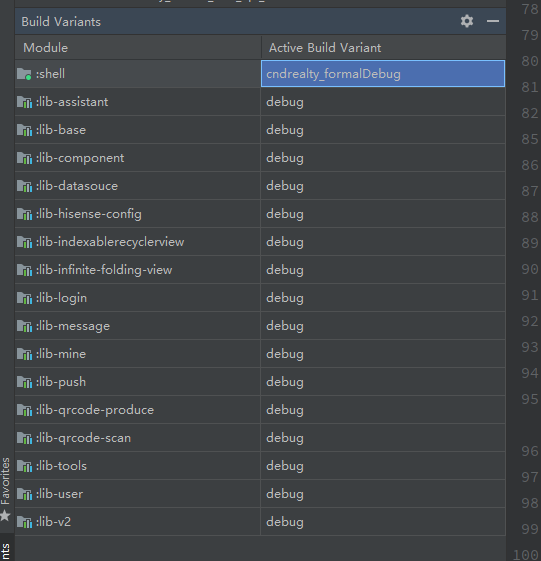 Build Variants
Module Active Build Variant
:shell cndrealty_formalDebug
:lib-assistant debug
:lib-base debug
:lib-component debug
:lib-datasouce debug
:lib-hisense-config debug
:lib-indexablerecyclerview debug
:lib-infinite-folding-view debug
:lib-login debug
:lib-message debug
:lib-mine debug
:lib-push debug
:lib-qrcode-produce debug
:lib-qrcode-scan debug
:lib-tools debug
:lib-user debug
:lib-v2 debug
Favorites
nts
78
79
80
81
82
85
86
87
88
89
90
91
92
93
94
95
96
97
98
99
100